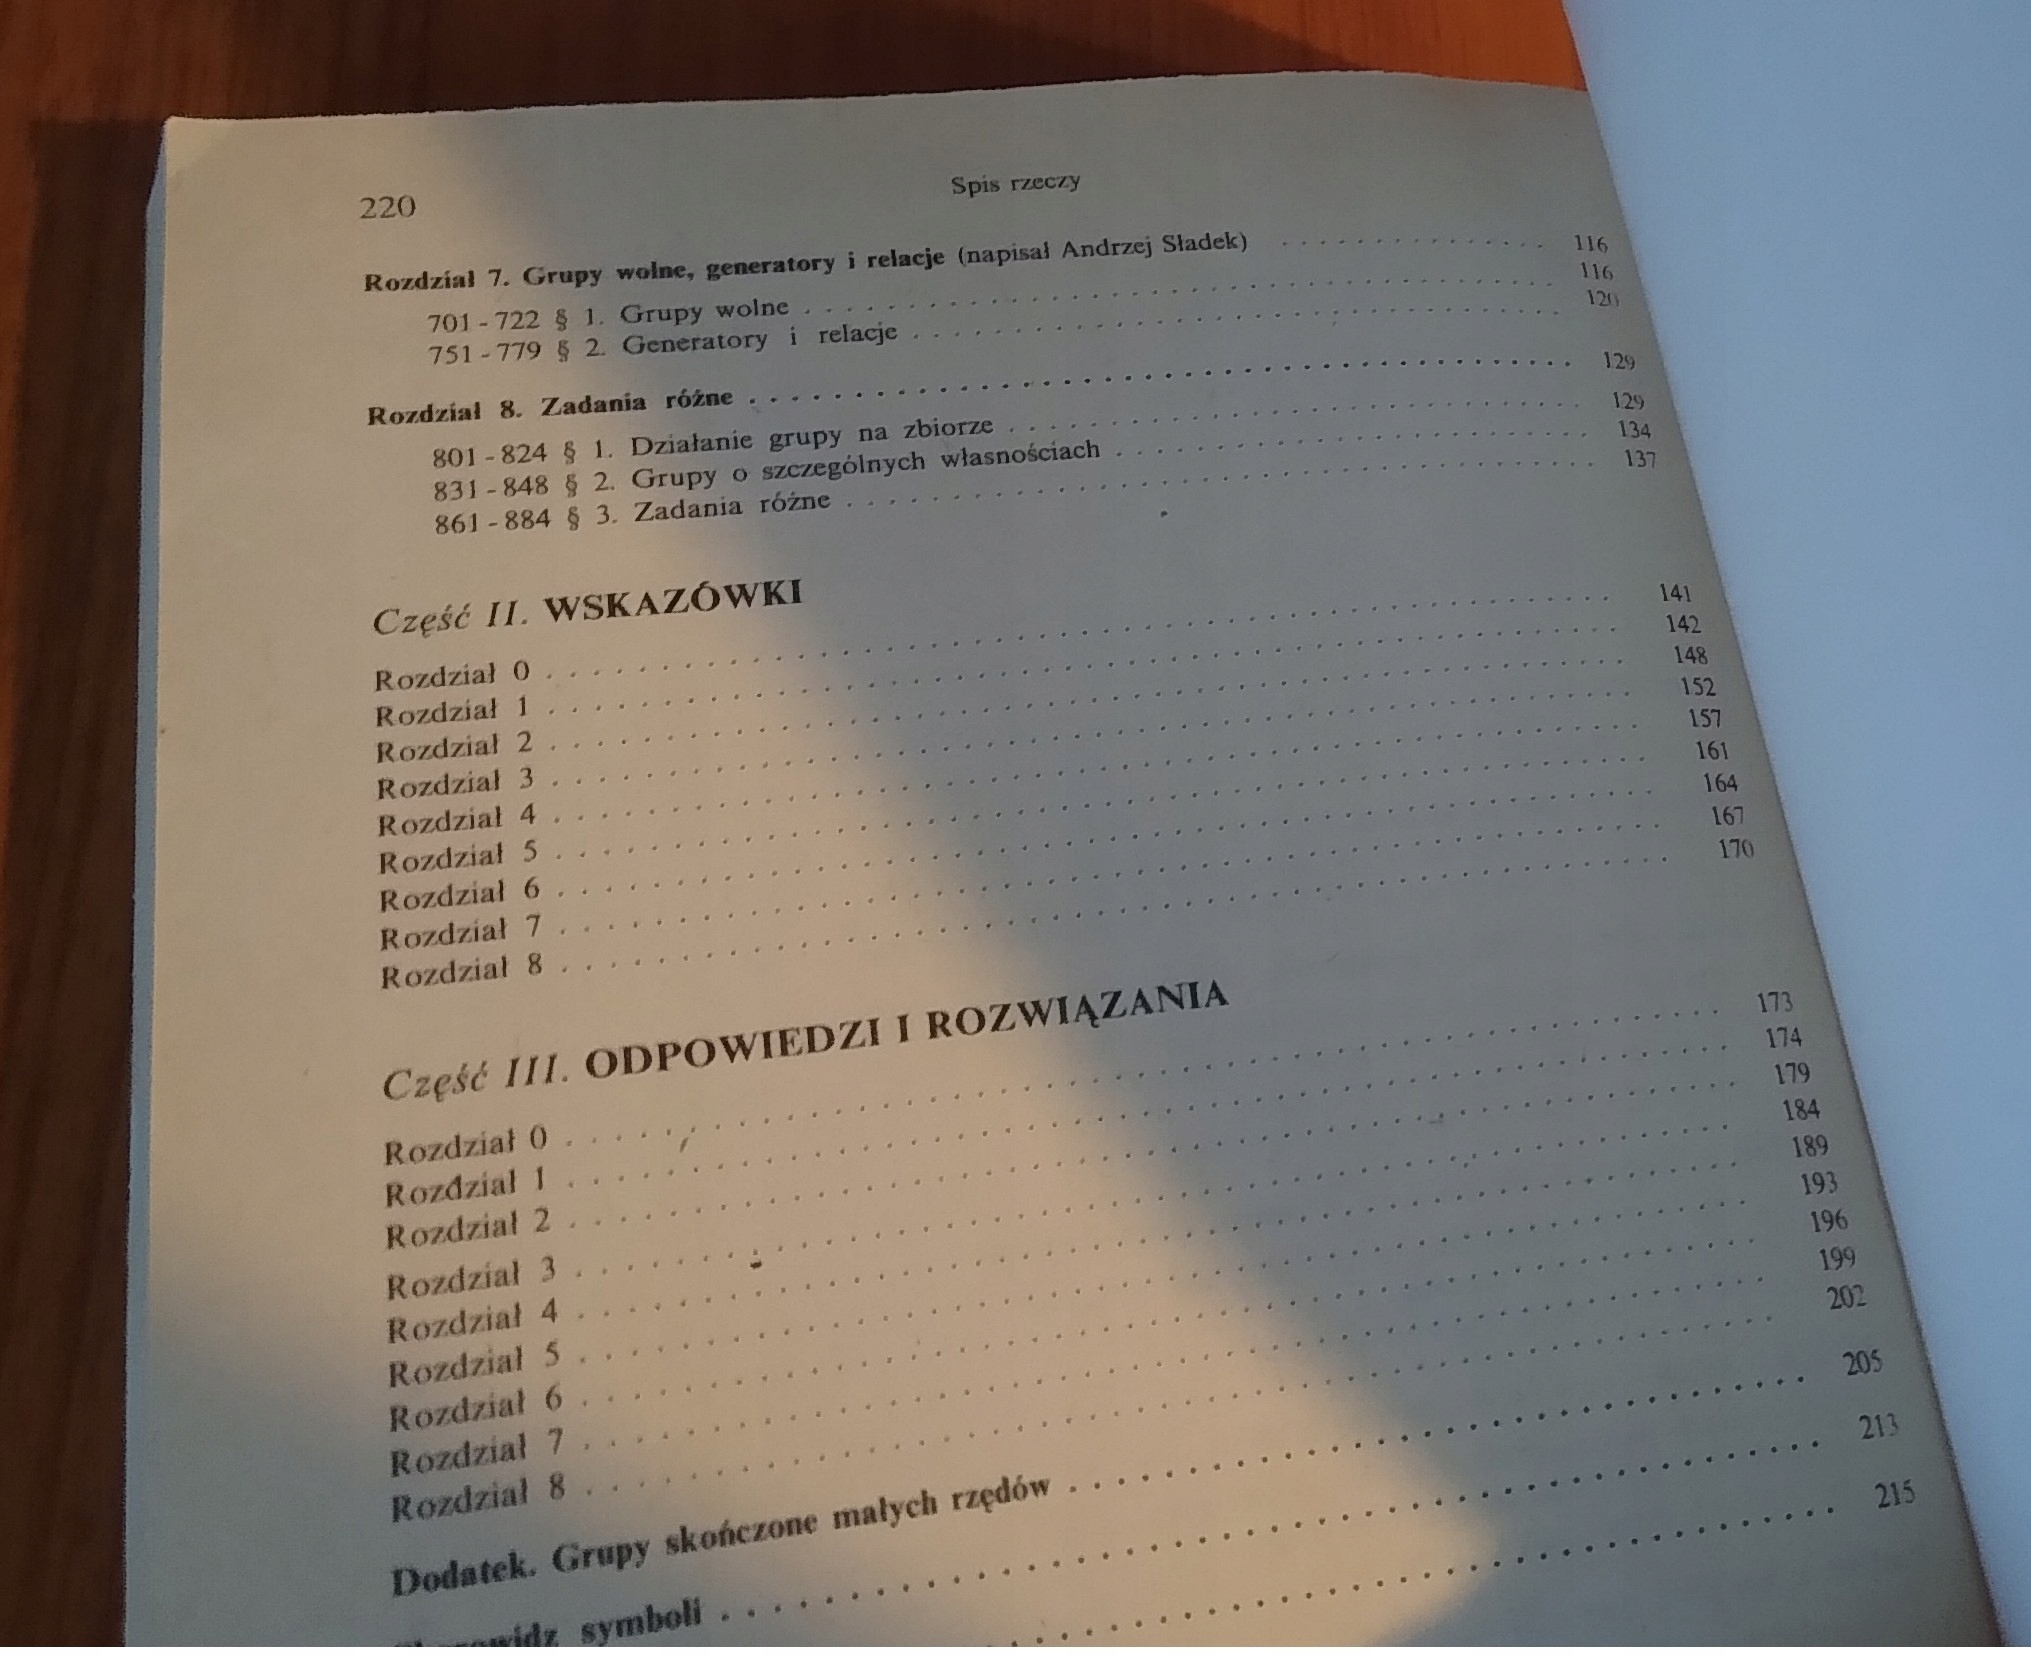 220 Spis rzeczy
Rozdział 7. Grupy wolne, generatory i relacje (napisał Andrzej Sładek) . . . . . . . . . . . . . . 116
701-722 § 1. Grupy wolne . . . . . . . . . . . . . . 116
751-779 § 2. Generatory i relacje . . . . . . . . . . . . . . 120
Rozdział 8. Zadania różne . . . . . . . . . . . . . . 129
801-824 § 1. Działanie grupy na zbiorze . . . . . . . . . . . . . . 129
831-848 § 2. Grupy o szczególnych własnościach . . . . . . . . . . . . . . 134
861-884 § 3. Zadania różne . . . . . . . . . . . . . . 137
Część II. WSKAZÓWKI
Rozdział 0 . . . . . . . . . . . . . . 141
Rozdział 1 . . . . . . . . . . . . . . 142
Rozdział 2 . . . . . . . . . . . . . . 148
Rozdział 3 . . . . . . . . . . . . . . 152
Rozdział 4 . . . . . . . . . . . . . . 157
Rozdział 5 . . . . . . . . . . . . . . 161
Rozdział 6 . . . . . . . . . . . . . . 164
Rozdział 7 . . . . . . . . . . . . . . 167
Rozdział 8 . . . . . . . . . . . . . . 170
Część III. ODPOWIEDZI I ROZWIĄZANIA
Rozdział 0 . . . . . . . . . . . . . . 173
Rozdział 1 . . . . . . . . . . . . . . 174
Rozdział 2 . . . . . . . . . . . . . . 179
Rozdział 3 . . . . . . . . . . . . . . 184
Rozdział 4 . . . . . . . . . . . . . . 189
Rozdział 5 . . . . . . . . . . . . . . 193
Rozdział 6 . . . . . . . . . . . . . . 196
Rozdział 7 . . . . . . . . . . . . . . 199
Rozdział 8 . . . . . . . . . . . . . . 202
Dodatek. Grupy skończone małych rzędów . . . . . . . . . . . . . . 205
symboli . . . . . . . . . . . . . . 213
. . . . . . . . . . . . . . 215